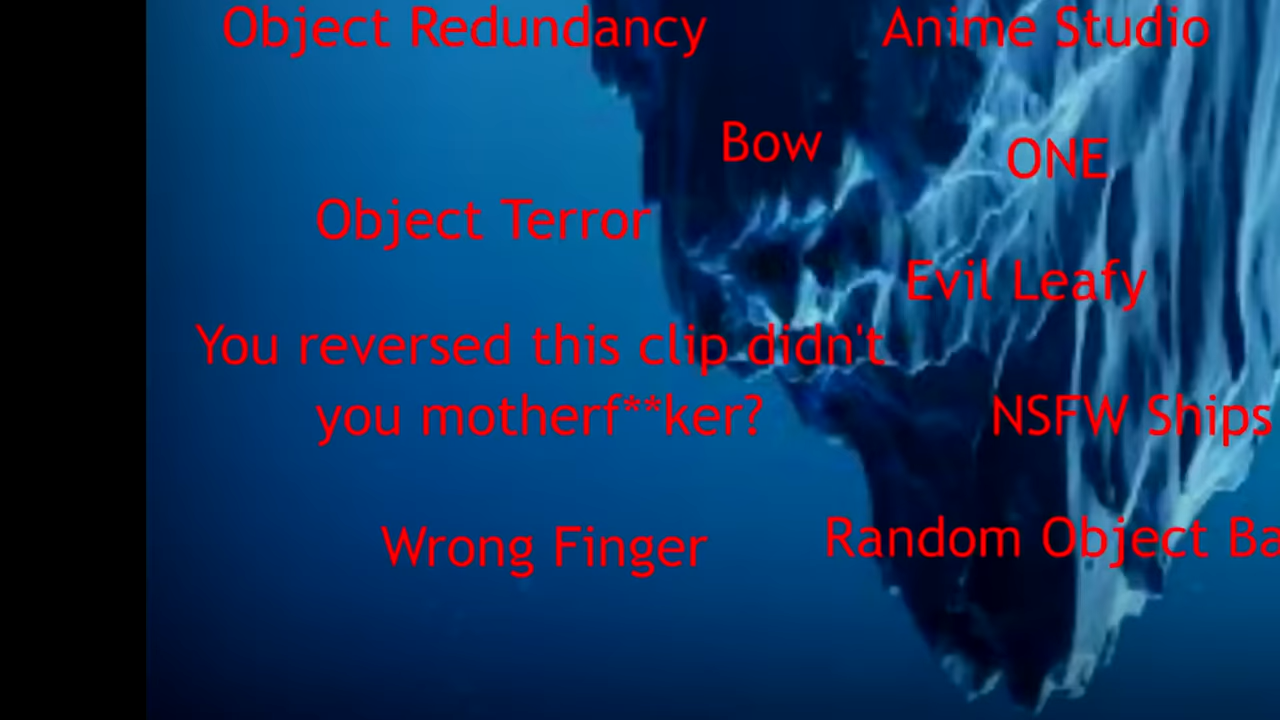 Object Redundancy
Anime Studio
Bow
ONE
Object Terror
Evil Leafy
You reversed this clip didn't
you motherf**ker?
NSFW Ships
Wrong Finger
Random Object Ba